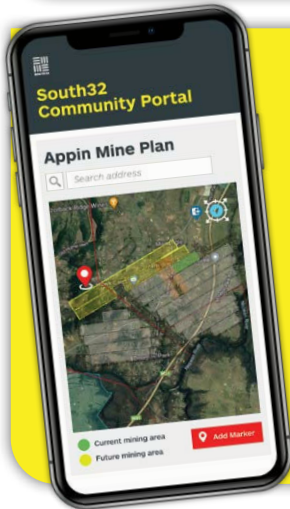 South32
Community Portal
Appin Mine Plan
Search address
Current mining area
Future mining area
Add Marker